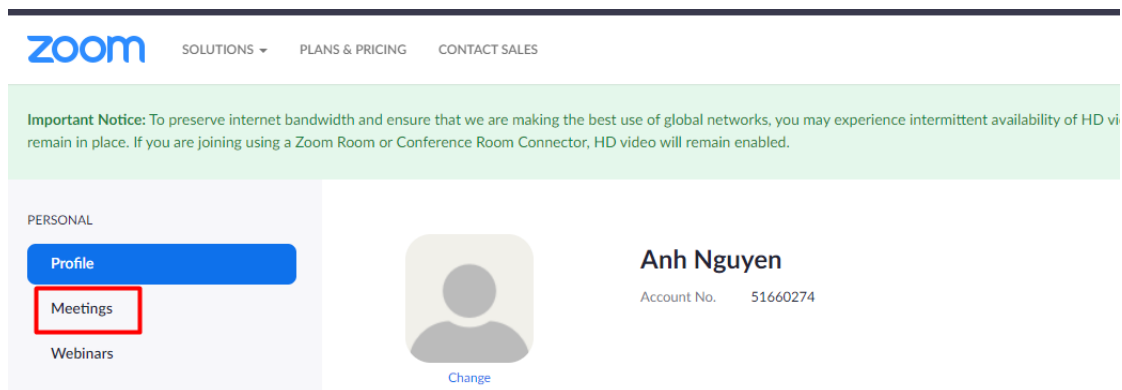 zoom SOLUTIONS PLANS & PRICING CONTACT SALES
Important Notice: To preserve internet bandwidth and ensure that we are making the best use of global networks, you may experience intermittent availability of HD
remain in place. If you are joining using a Zoom Room or Conference Room Connector, HD video will remain enabled.
PERSONAL
Profile
Meetings
Webinars
Change
Anh Nguyen
Account No. 51660274